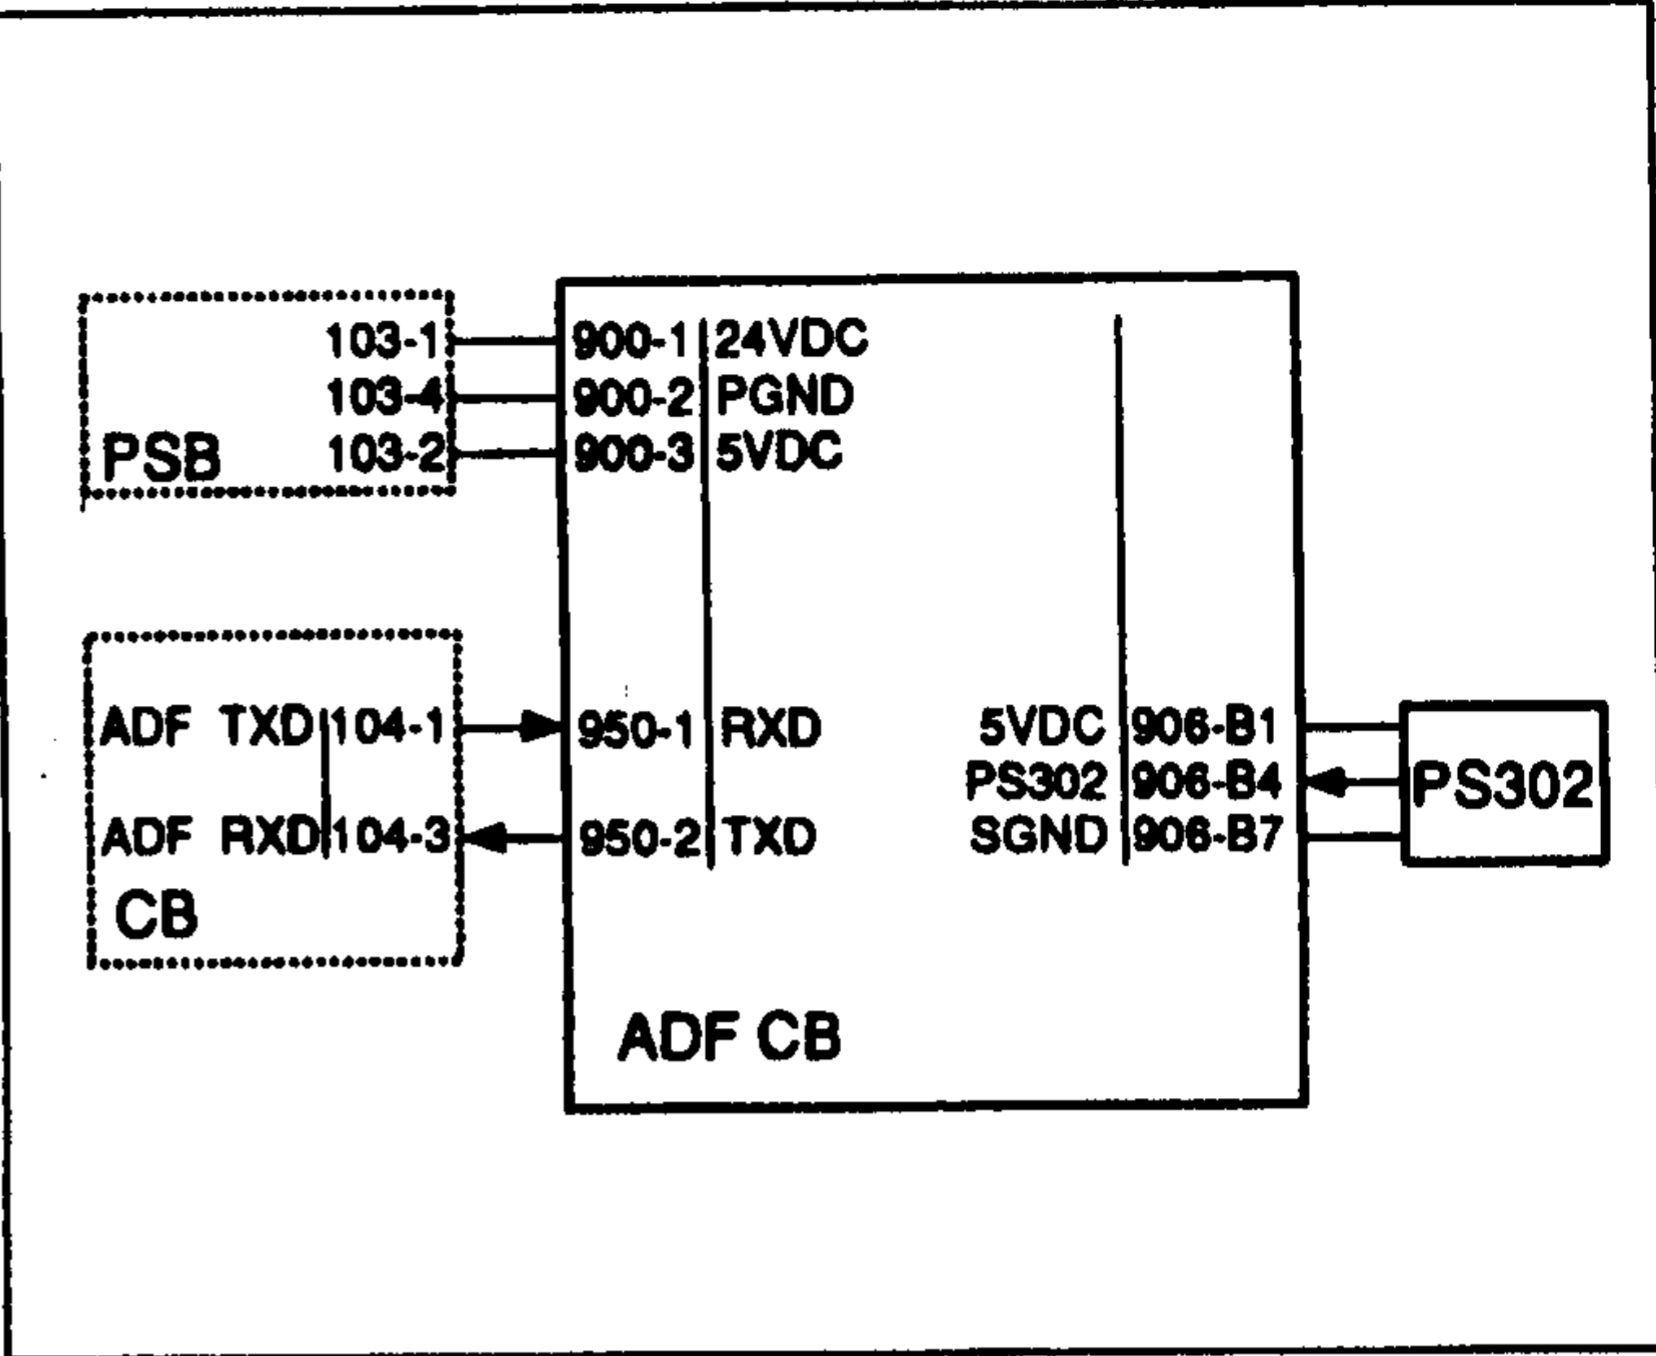 103-1 900-1 24VDC
103-4 900-2 PGND
PSB 103-2 900-3 5VDC
ADF TXD 104-1 950-1 RXD 5VDC 906-B1
PS302 906-B4 PS302
ADF RXD 104-3 950-2 TXD SGND 906-B7
CB
ADF CB